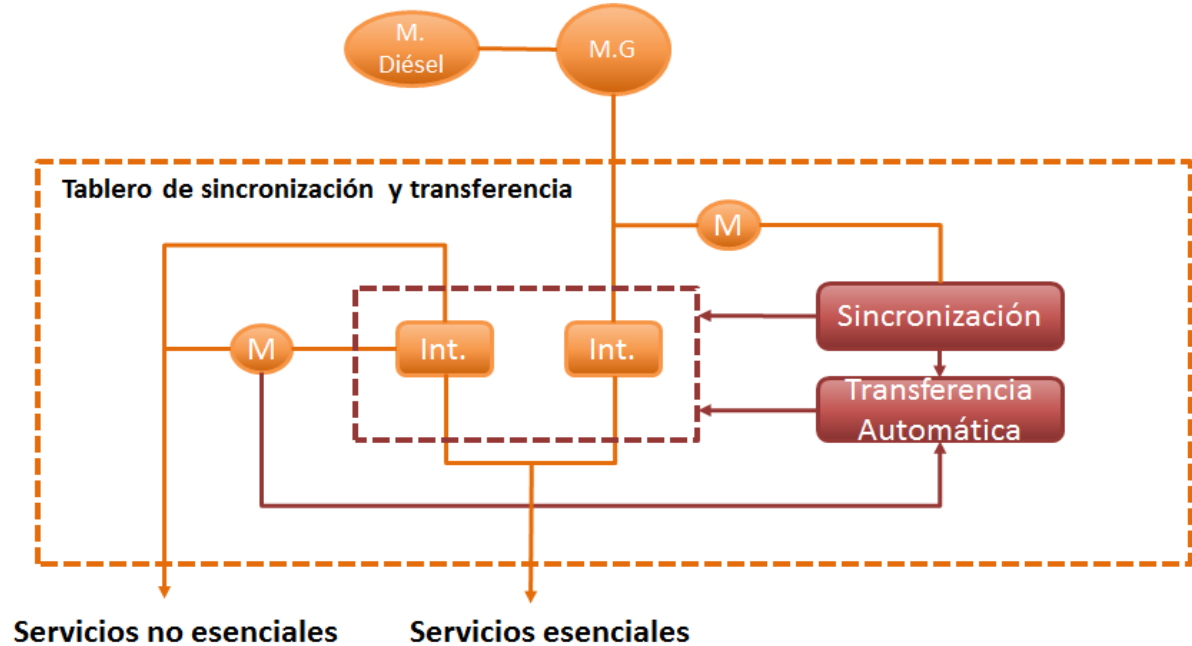 M.
Diésel
M.G
Tablero de sincronización y transferencia
M
Sincronización
M
Int.
Int.
Transferencia
Automática
Servicios no esenciales
Servicios esenciales